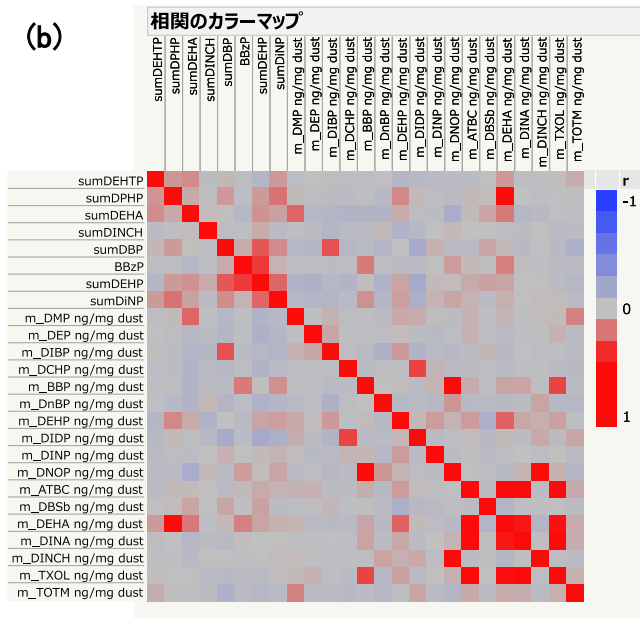 (b)
相関のカラーマップ
sumDEHTP
sumDPHP
sumDEHA
sumDINCH
sumDBP
BBzP
sumDEHP
sumDiNP
m_DMP ng/mg dust
m_DEP ng/mg dust
m_DIBP ng/mg dust
m_DCHP ng/mg dust
m_BBP ng/mg dust
m_DnBP ng/mg dust
m_DEHP ng/mg dust
m_DIDP ng/mg dust
m_DINP ng/mg dust
m_DNOP ng/mg dust
m_ATBC ng/mg dust
m_DBSb ng/mg dust
m_DEHA ng/mg dust
m_DINA ng/mg dust
m_DINCH ng/mg dust
m_TXOL ng/mg dust
m_TOTM ng/mg dust
sumDEHTP
sumDPHP
sumDEHA
sumDINCH
sumDBP
BBzP
sumDEHP
sumDiNP
m_DMP ng/mg dust
m_DEP ng/mg dust
m_DIBP ng/mg dust
m_DCHP ng/mg dust
m_BBP ng/mg dust
m_DnBP ng/mg dust
m_DEHP ng/mg dust
m_DIDP ng/mg dust
m_DINP ng/mg dust
m_DNOP ng/mg dust
m_ATBC ng/mg dust
m_DBSb ng/mg dust
m_DEHA ng/mg dust
m_DINA ng/mg dust
m_DINCH ng/mg dust
m_TXOL ng/mg dust
m_TOTM ng/mg dust
r
-1
0
1